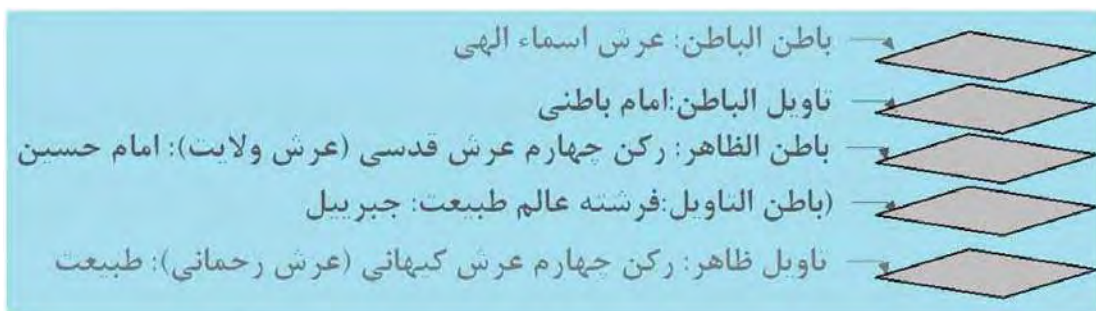 باطن الباطن: عرش اسماء الهی
تاویل الباطن:امام باطنی
باطن الظاهر: رکن چهارم عرش قدسی (عرش ولایت): امام حسین
(باطن التاویل:فرشته عالم طبیعت: جبرییل
تاویل ظاهر: رکن چهارم عرش کیهانی (عرش رحمانی): طبیعت